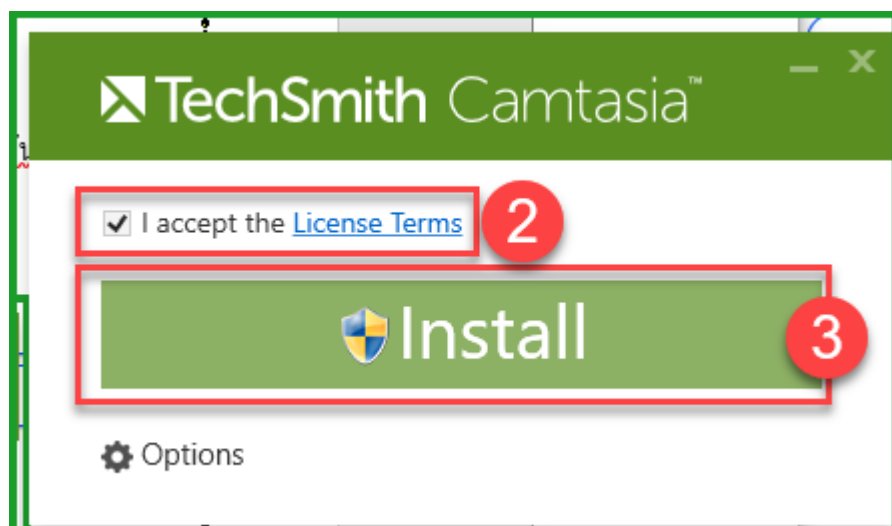 TechSmith Camtasia™
I accept the License Terms
2
Install
3
Options